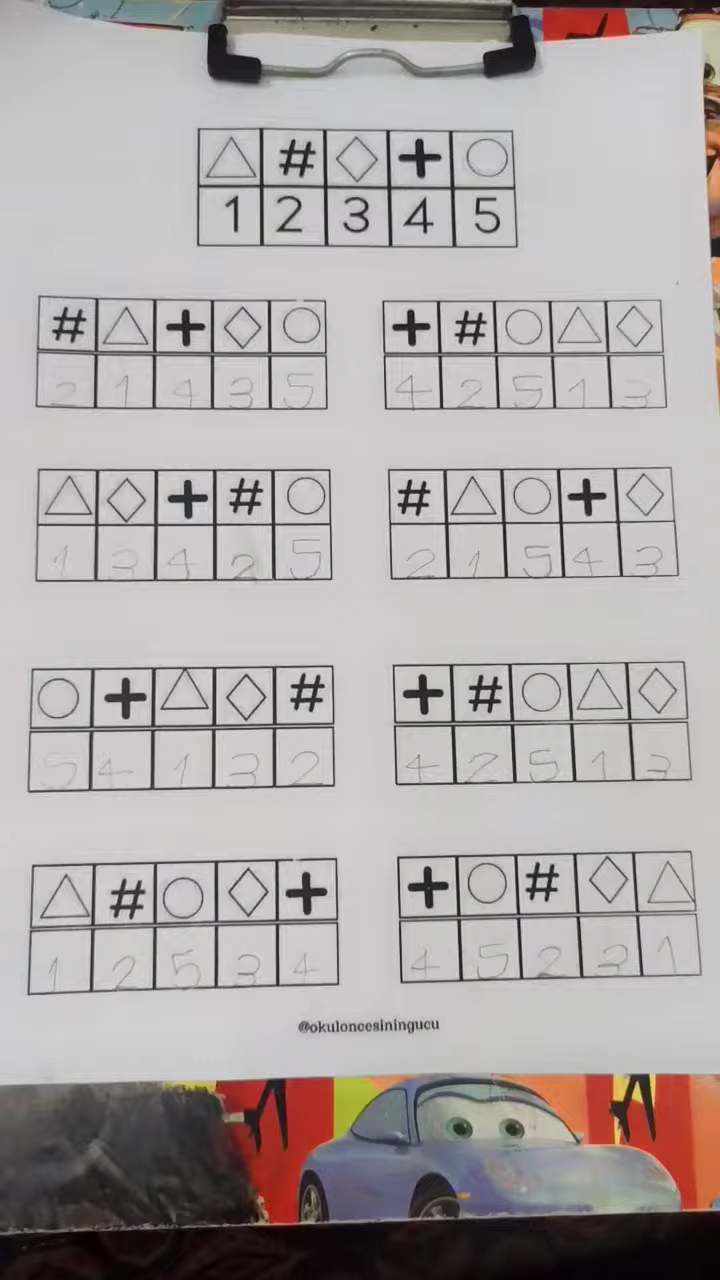 △ # ◇ + ○
1 2 3 4 5
# △ + ◇ ○
2 1 4 3 5
+ # ○ △ ◇
4 2 5 1 3
△ ◇ + # ○
1 3 4 2 5
# △ ○ + ◇
2 1 5 4 3
○ + △ ◇ #
5 4 1 3 2
+ # ○ △ ◇
4 2 5 1 3
△ # ○ ◇ +
1 2 5 3 4
+ ○ # ◇ △
4 5 2 3 1
@okuloncesiningucu